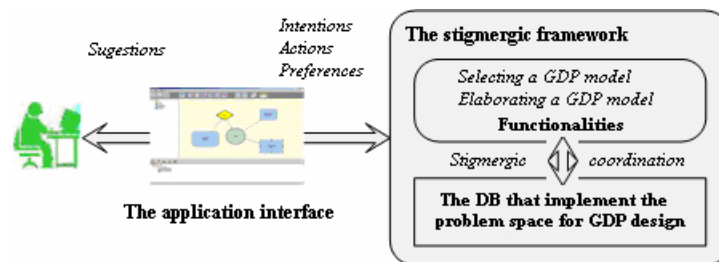 Sugestions
Intentions
Actions
Preferences
The application interface
The stigmergic framework
Selecting a GDP model
Elaborating a GDP model
Functionalities
Stigmergic coordination
The DB that implement the
problem space for GDP design